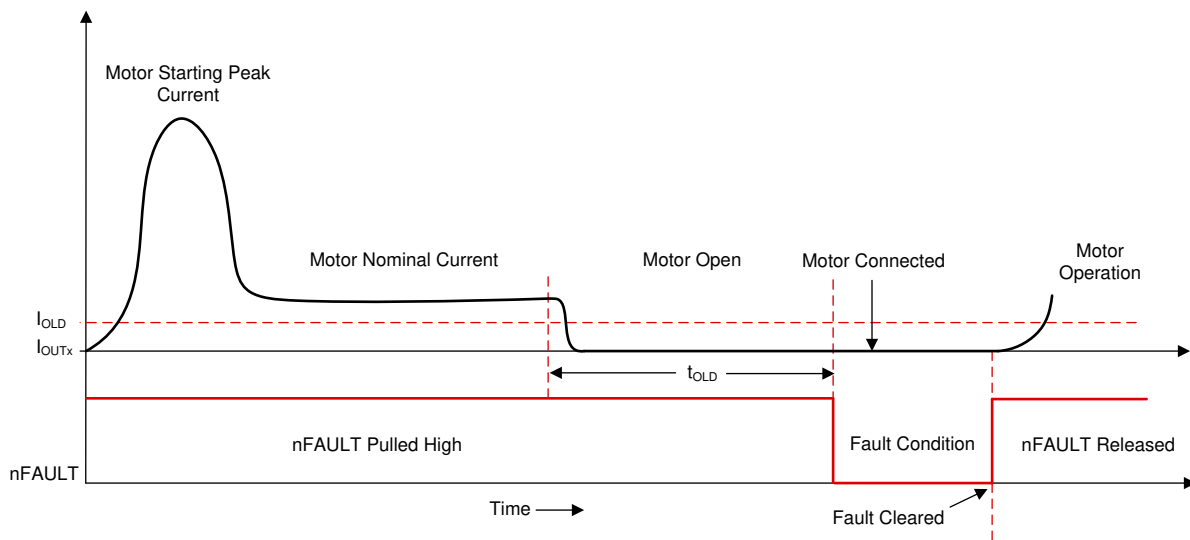 Motor Starting Peak
Current
Motor Nominal Current
Motor Open
Motor Connected
Motor
Operation
IOLD
IOUTx
tOLD
nFAULT Pulled High
Fault Condition
nFAULT Released
nFAULT
Time
Fault Cleared